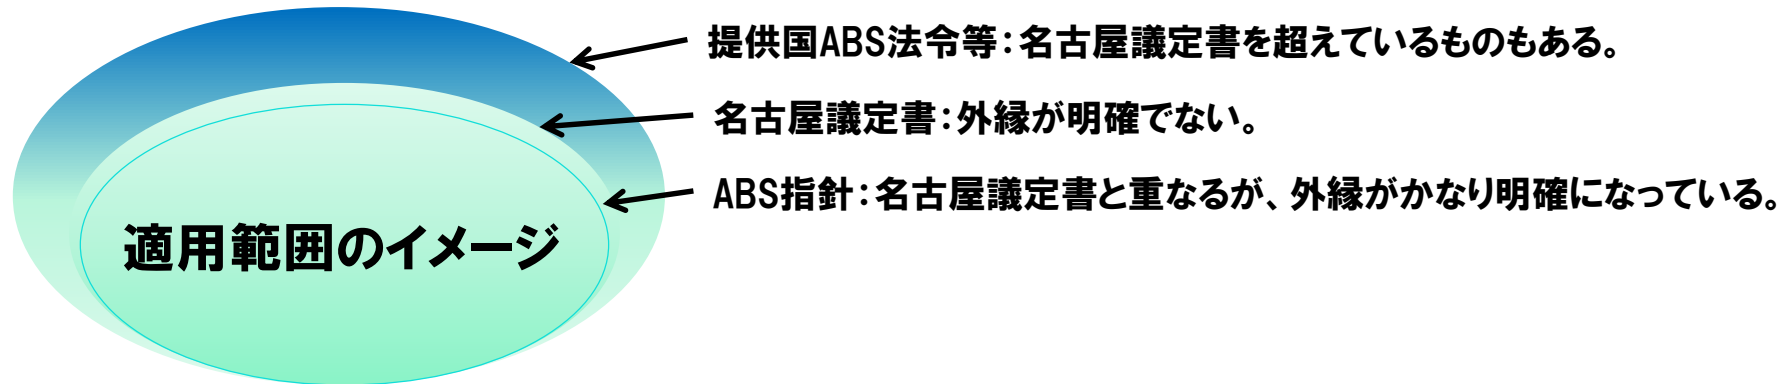 提供国ABS法令等：名古屋議定書を超えているものもある。
名古屋議定書：外縁が明確でない。
ABS指針：名古屋議定書と重なるが、外縁がかなり明確になっている。
適用範囲のイメージ